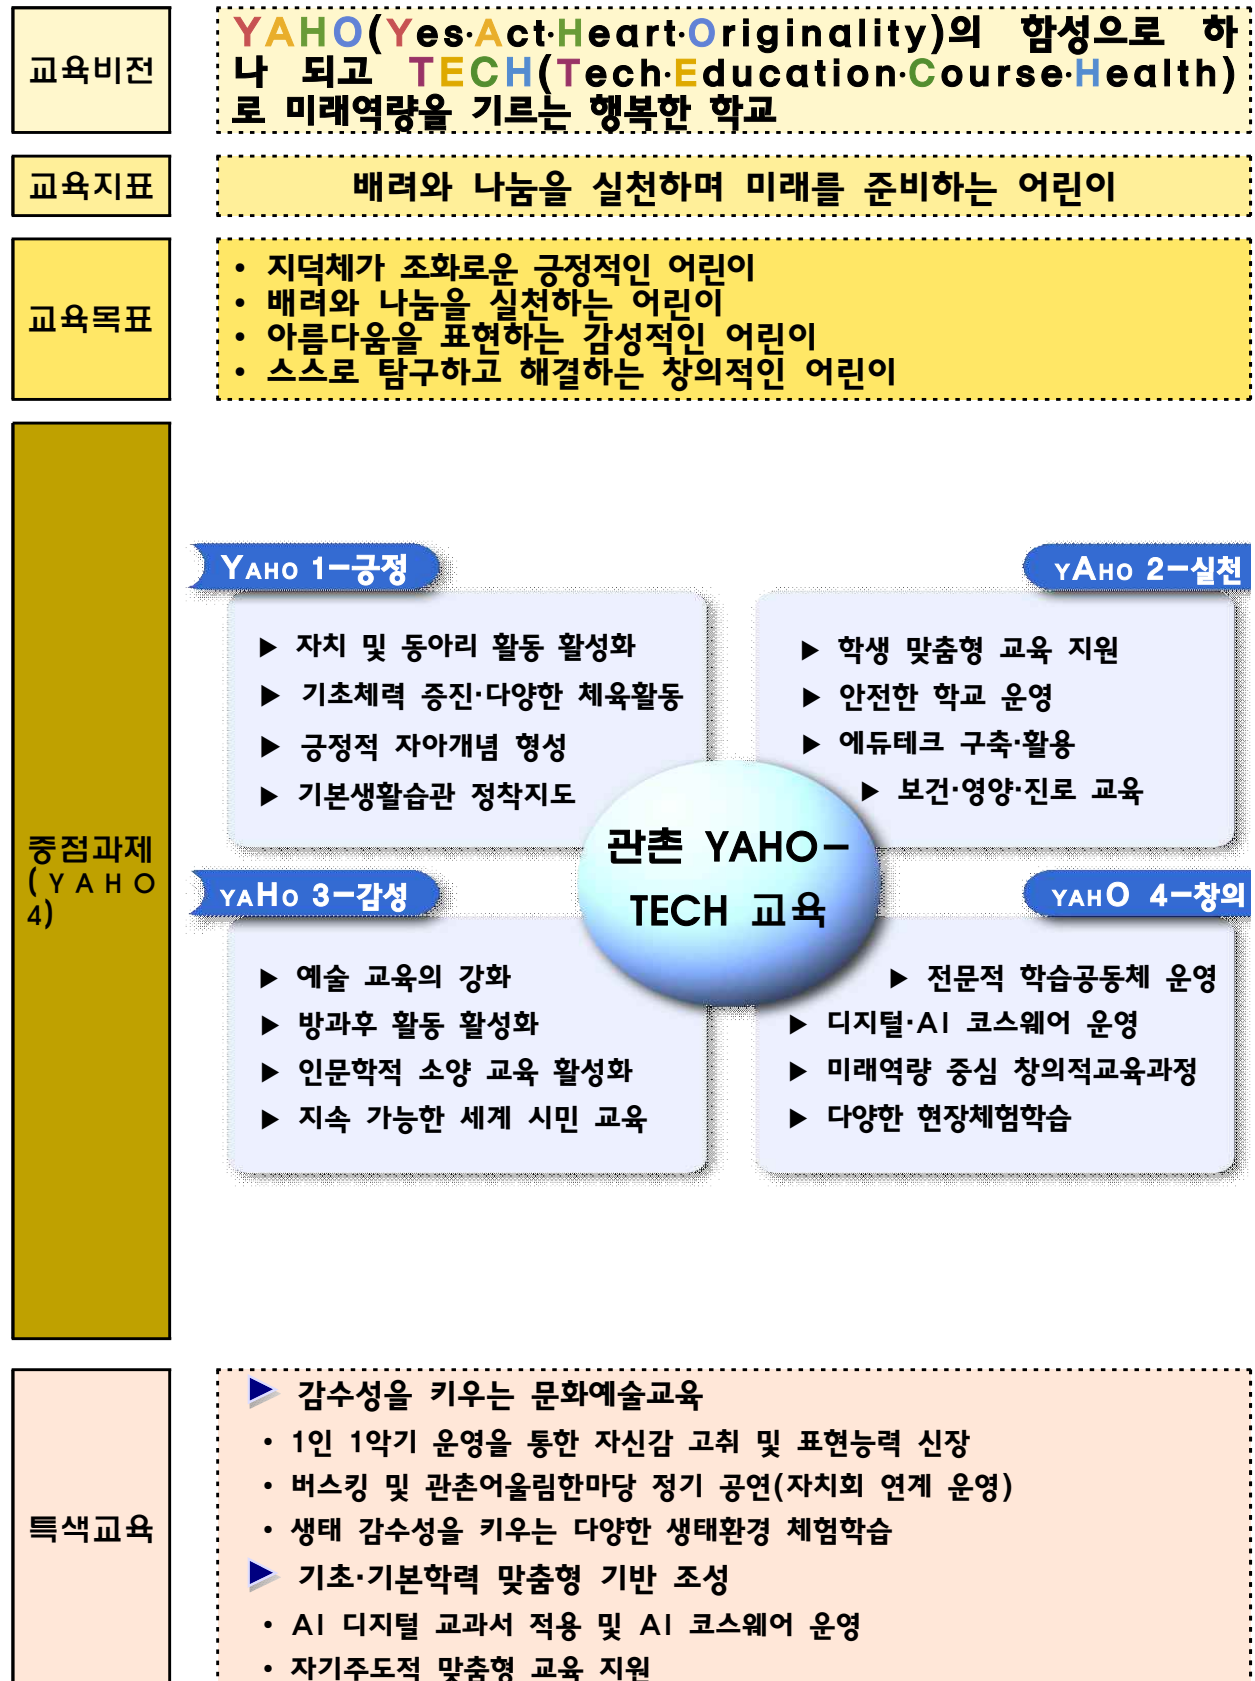 교육비전
YAHO(Yes·Act·Heart·Originality)의 함성으로 하
나 되고 TECH(Tech·Education·Course·Health)
로 미래역량을 기르는 행복한 학교
교육지표
배려와 나눔을 실천하며 미래를 준비하는 어린이
교육목표
• 지덕체가 조화로운 긍정적인 어린이
• 배려와 나눔을 실천하는 어린이
• 아름다움을 표현하는 감성적인 어린이
• 스스로 탐구하고 해결하는 창의적인 어린이
중점과제
(YAHO
4)
YAHO 1-긍정
▶ 자치 및 동아리 활동 활성화
▶ 기초체력 증진·다양한 체육활동
▶ 긍정적 자아개념 형성
▶ 기본생활습관 정착지도
YAHO 2-실천
▶ 학생 맞춤형 교육 지원
▶ 안전한 학교 운영
▶ 에듀테크 구축·활용
▶ 보건·영양·진로 교육
관촌 YAHO-
TECH 교육
YAHO 3-감성
▶ 예술 교육의 강화
▶ 방과후 활동 활성화
▶ 인문학적 소양 교육 활성화
▶ 지속 가능한 세계 시민 교육
YAHO 4-창의
▶ 전문적 학습공동체 운영
▶ 디지털·AI 코스웨어 운영
▶ 미래역량 중심 창의적교육과정
▶ 다양한 현장체험학습
특색교육
▶ 감수성을 키우는 문화예술교육
• 1인 1악기 운영을 통한 자신감 고취 및 표현능력 신장
• 버스킹 및 관촌어울림한마당 정기 공연(자치회 연계 운영)
• 생태 감수성을 키우는 다양한 생태환경 체험학습
▶ 기초·기본학력 맞춤형 기반 조성
• AI 디지털 교과서 적용 및 AI 코스웨어 운영
• 자기주도적 맞춤형 교육 지원